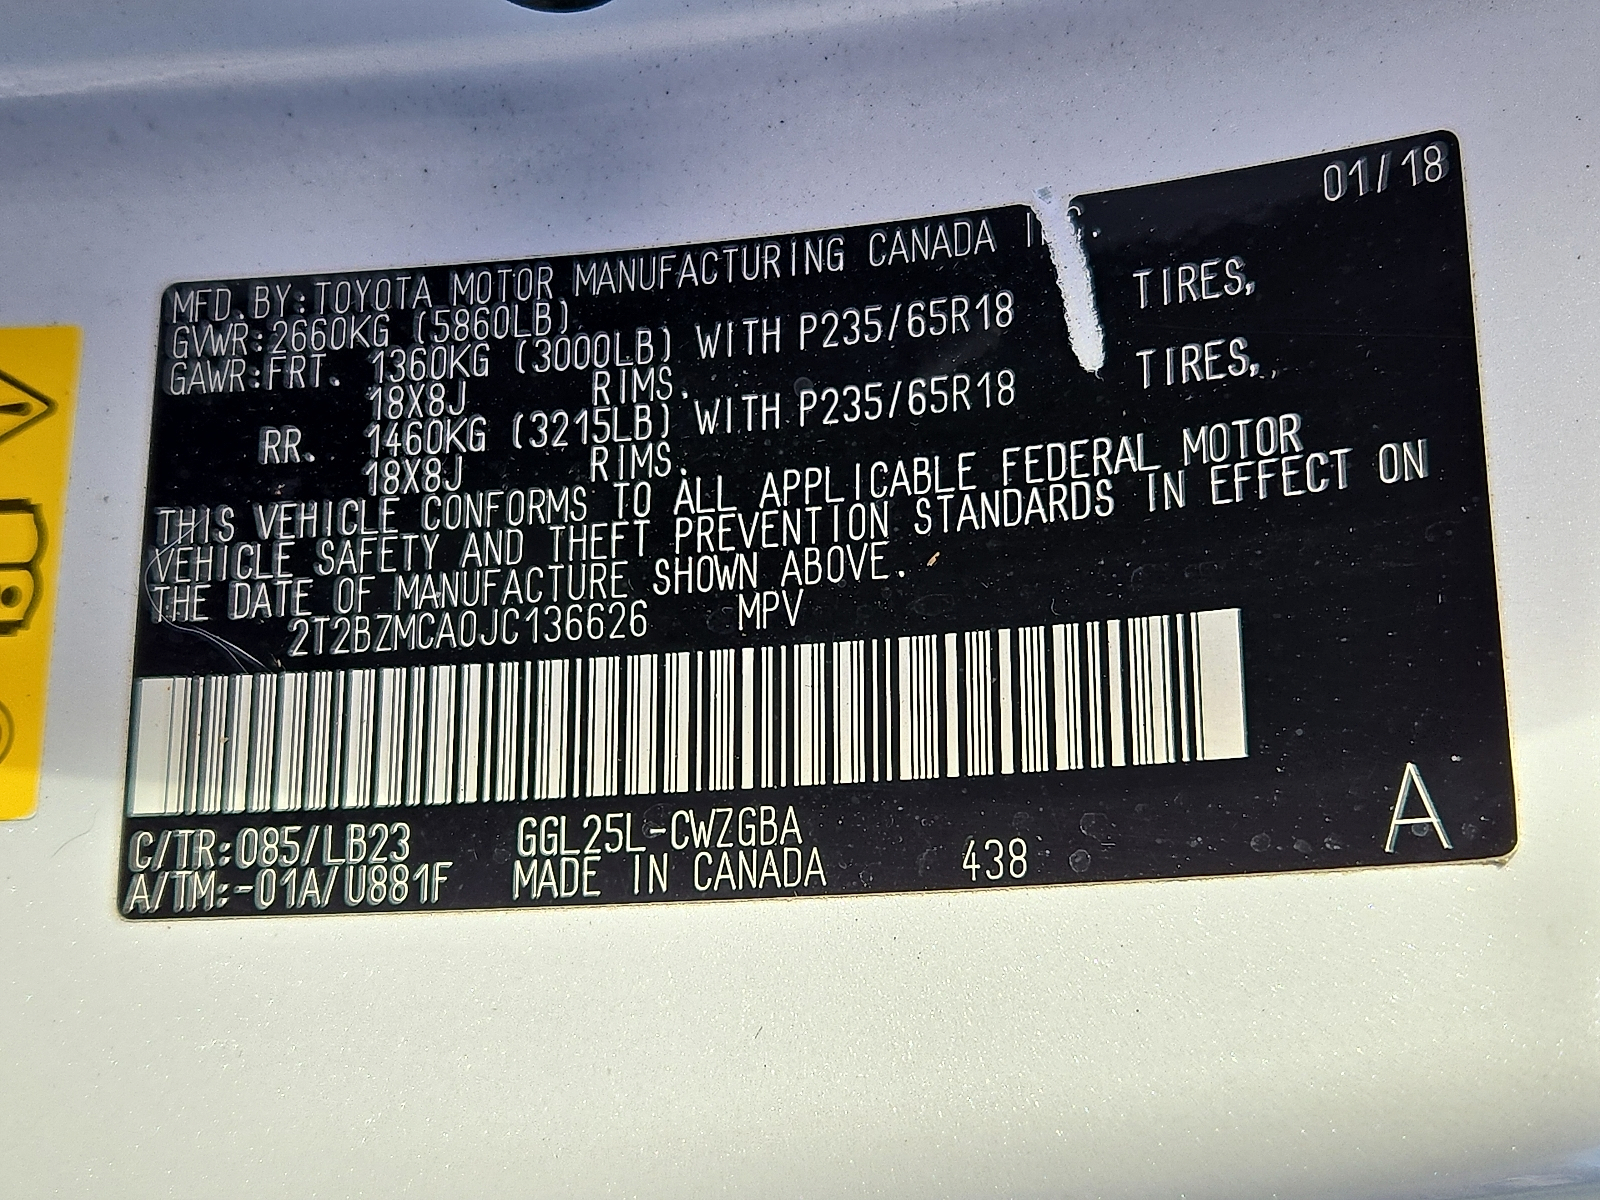 01/18
MFD.BY:TOYOTA MOTOR MANUFACTURING CANADA INC.
GVWR:2660KG (5860LB)
GAWR:FRT. 1360KG (3000LB) WITH P235/65R18 TIRES,
18X8J RIMS.
RR. 1460KG (3215LB) WITH P235/65R18 TIRES,
18X8J RIMS.
THIS VEHICLE CONFORMS TO ALL APPLICABLE FEDERAL MOTOR
VEHICLE SAFETY AND THEFT PREVENTION STANDARDS IN EFFECT ON
THE DATE OF MANUFACTURE SHOWN ABOVE.
2T2BZMCA0JC136626 MPV
C/TR:085/LB23 GGL25L-CWZGBA
A/TM:-01A/U881F MADE IN CANADA 438 A